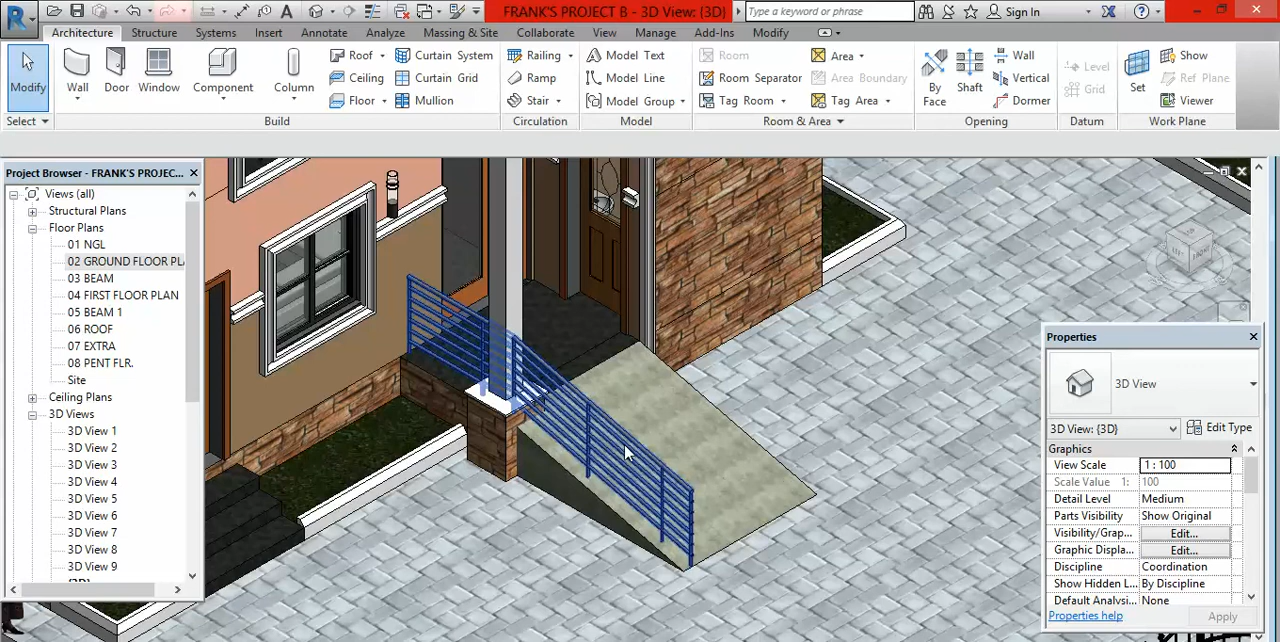 FRANK'S PROJECT B - 3D View: {3D}
Type a keyword or phrase
Sign In
Architecture
Structure
Systems
Insert
Annotate
Analyze
Massing & Site
Collaborate
View
Manage
Add-Ins
Modify
Modify
Wall
Door
Window
Component
Column
Roof
Ceiling
Floor
Curtain System
Curtain Grid
Mullion
Railing
Ramp
Stair
Model Text
Model Line
Model Group
Room
Room Separator
Tag Room
Area
Area Boundary
Tag Area
By
Face
Shaft
Wall
Vertical
Dormer
Level
Grid
Set
Show
Ref Plane
Viewer
Select
Build
Circulation
Model
Room & Area
Opening
Datum
Work Plane
Project Browser - FRANK'S PROJEC...
Views (all)
Structural Plans
Floor Plans
01 NGL
02 GROUND FLOOR PL
03 BEAM
04 FIRST FLOOR PLAN
05 BEAM 1
06 ROOF
07 EXTRA
08 PENT FLR.
Site
Ceiling Plans
3D Views
3D View 1
3D View 2
3D View 3
3D View 4
3D View 5
3D View 6
3D View 7
3D View 8
3D View 9
Properties
3D View
3D View: {3D}
Edit Type
Graphics
View Scale
1 : 100
Scale Value 1:
100
Detail Level
Medium
Parts Visibility
Show Original
Visibility/Grap...
Edit...
Graphic Displa...
Edit...
Discipline
Coordination
Show Hidden L...
By Discipline
Default Analysi...
None
Properties help
Apply